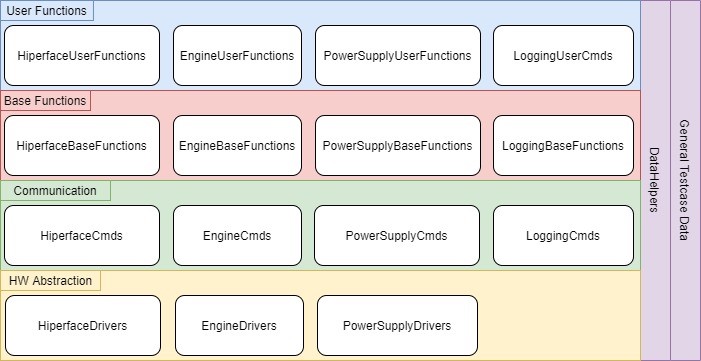 User Functions
HiperfaceUserFunctions
EngineUserFunctions
PowerSupplyUserFunctions
LoggingUserCmds
Base Functions
HiperfaceBaseFunctions
EngineBaseFunctions
PowerSupplyBaseFunctions
LoggingBaseFunctions
Communication
HiperfaceCmds
EngineCmds
PowerSupplyCmds
LoggingCmds
HW Abstraction
HiperfaceDrivers
EngineDrivers
PowerSupplyDrivers
DataHelpers
General Testcase Data